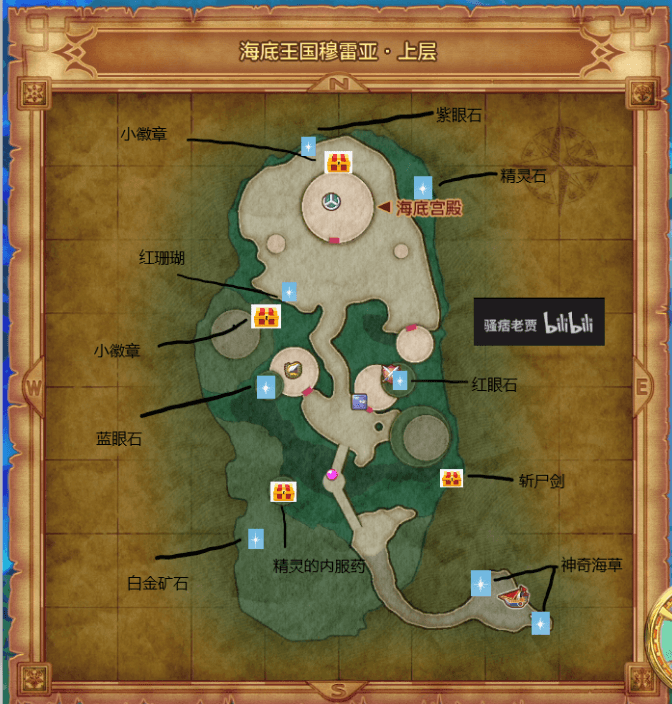 海底王国穆雷亚·上层
N
紫眼石
小徽章
精灵石
海底宫殿
红珊瑚
骚痞老贾 bilibili
小徽章
W
E
红眼石
蓝眼石
斩尸剑
精灵的内服药
神奇海草
白金矿石
S